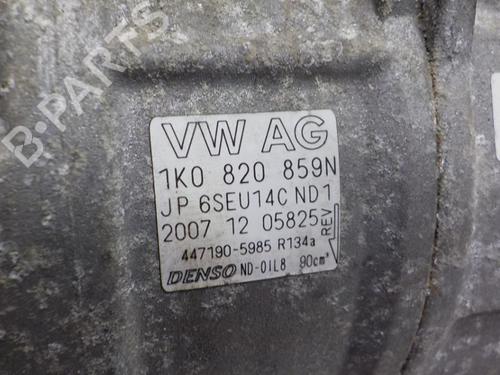 B-PARTS
VW AG
1K0 820 859N
JP 6SEU14C ND1
2007 12 05825
REV
447190-5985 R134a
DENSO ND-OIL8 90cm³